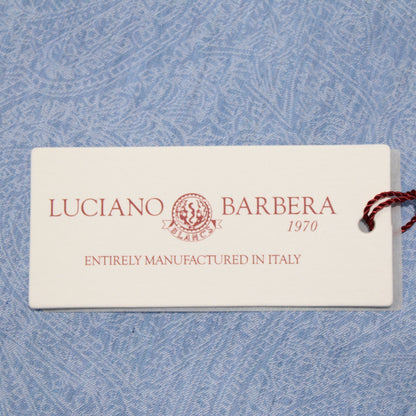 LUCIANO BARBERA
1970
ENTIRELY MANUFACTURED IN ITALY